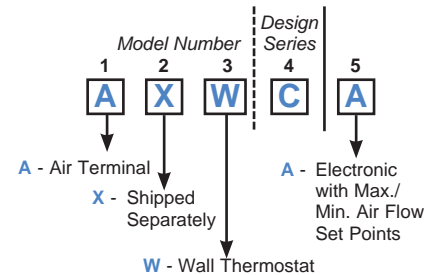 Model Number
Design
Series
1 2 3 4 5
A X W C A
A - Air Terminal
X - Shipped
Separately
W - Wall Thermostat
A - Electronic
with Max./
Min. Air Flow
Set Points